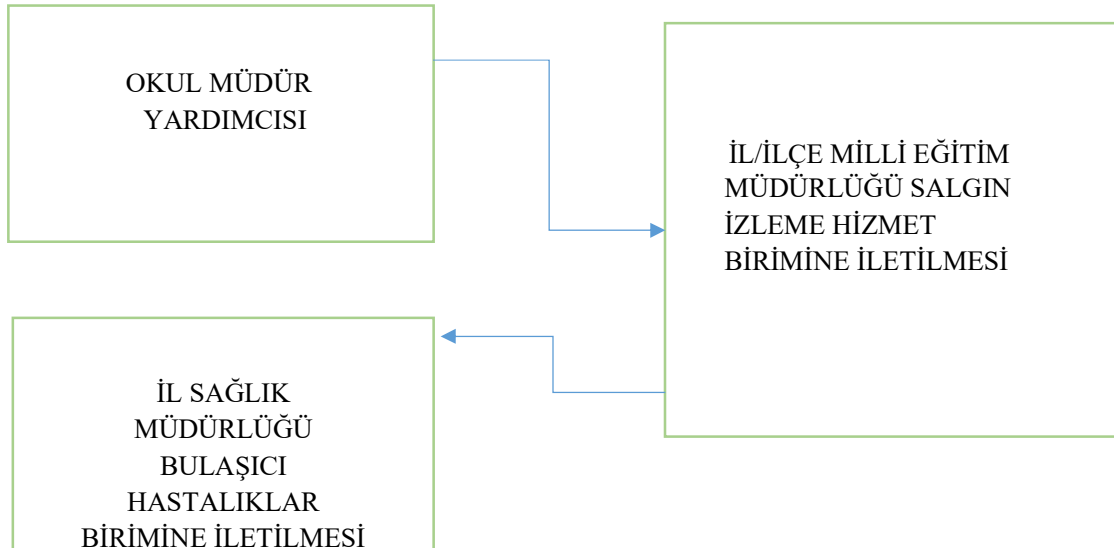 OKUL MÜDÜR
YARDIMCISI
İL/İLÇE MİLLİ EĞİTİM
MÜDÜRLÜĞÜ SALGIN
İZLEME HİZMET
BİRİMİNE İLETİLMESİ
İL SAĞLIK
MÜDÜRLÜĞÜ
BULAŞICI
HASTALIKLAR
BİRİMİNE İLETİLMESİ